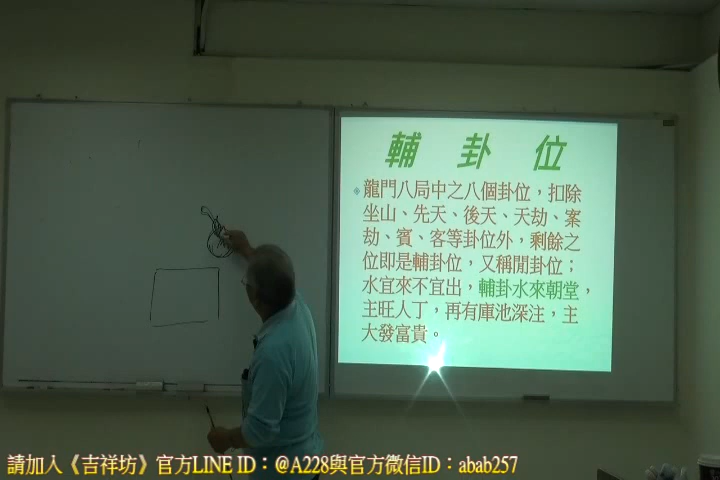 輔 卦 位
龍門八局中之八個卦位，扣除
坐山、先天、後天、天劫、案
劫、賓、客等卦位外，剩餘之
位即是輔卦位，又稱閒卦位；
水宜來不宜出，輔卦水來朝堂，
主旺人丁，再有庫池深注，主
大發富貴。
請加入《吉祥坊》官方LINE ID：@A228與官方微信ID：abab257